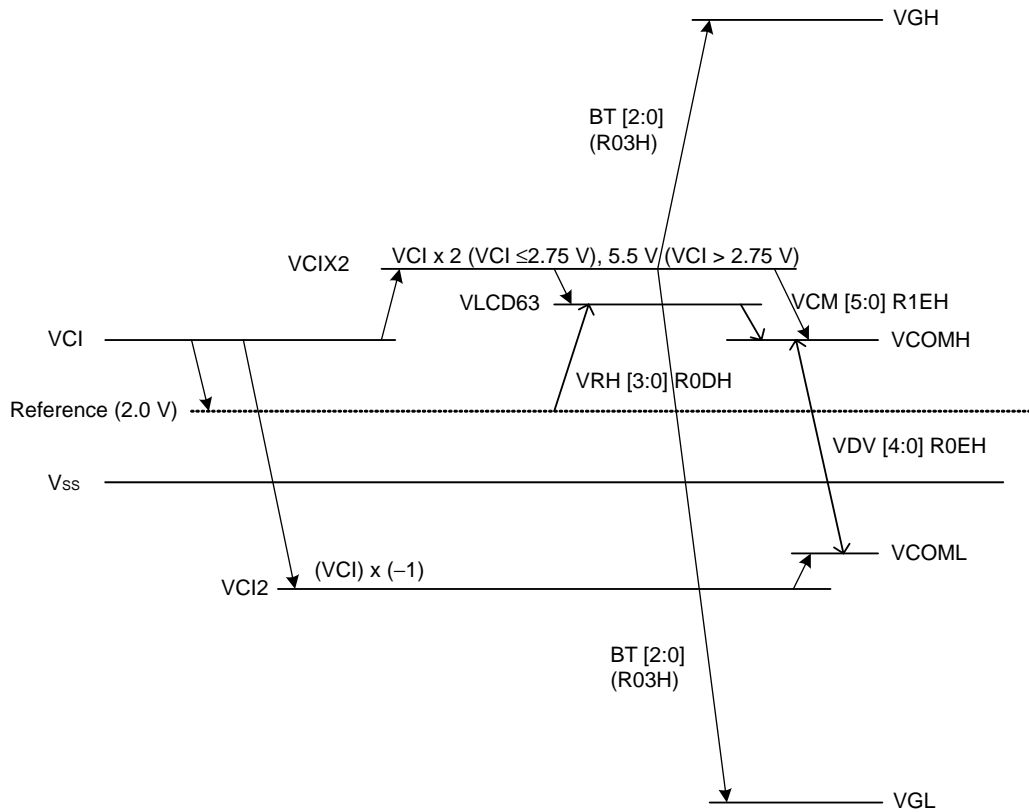 VGH
BT [2:0]
(R03H)
VCI x 2 (VCI ≤2.75 V), 5.5 V (VCI > 2.75 V)
VCIX2
VLCD63
VCM [5:0] R1EH
VCI
VCOMH
VRH [3:0] R0DH
Reference (2.0 V)
VDV [4:0] R0EH
VSS
VCOML
(VCI) x (−1)
VCI2
BT [2:0]
(R03H)
VGL